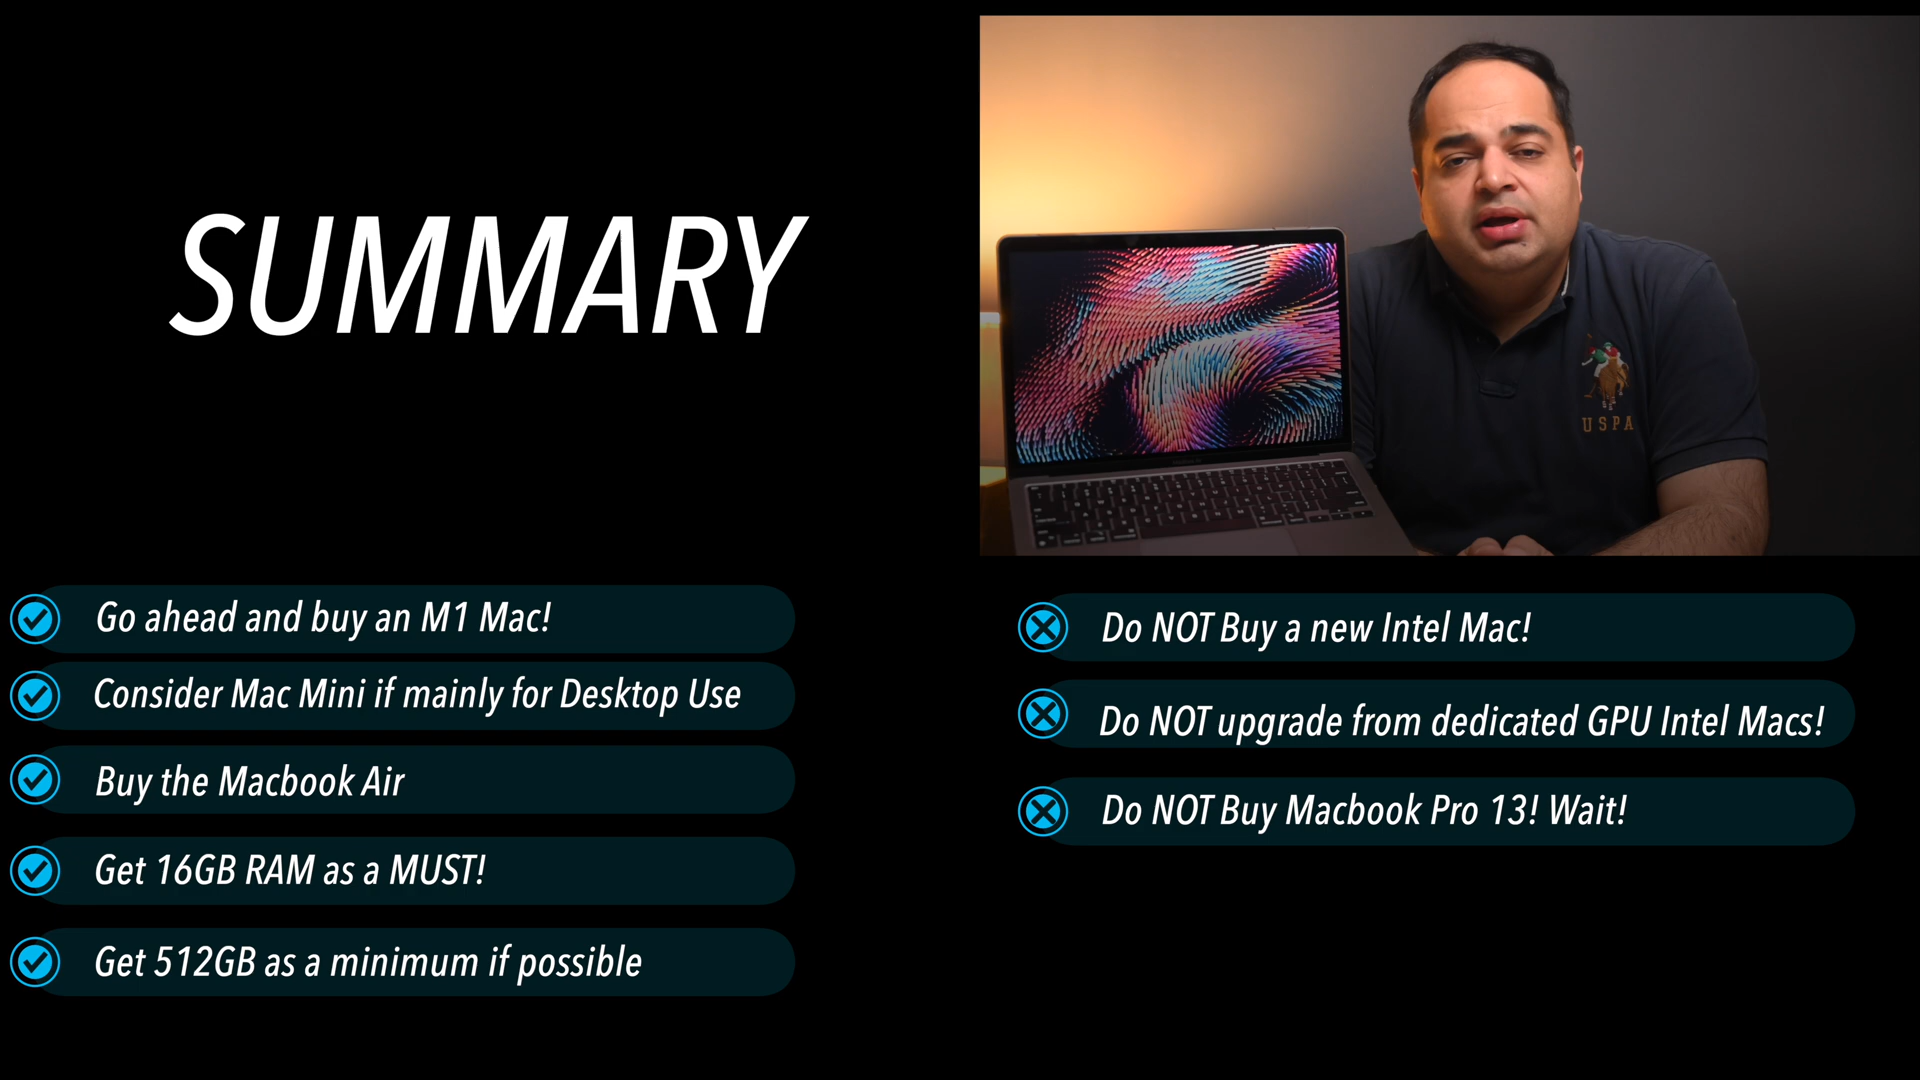 SUMMARY
USPA
Go ahead and buy an M1 Mac!
Consider Mac Mini if mainly for Desktop Use
Buy the Macbook Air
Get 16GB RAM as a MUST!
Get 512GB as a minimum if possible
Do NOT Buy a new Intel Mac!
Do NOT upgrade from dedicated GPU Intel Macs!
Do NOT Buy Macbook Pro 13! Wait!